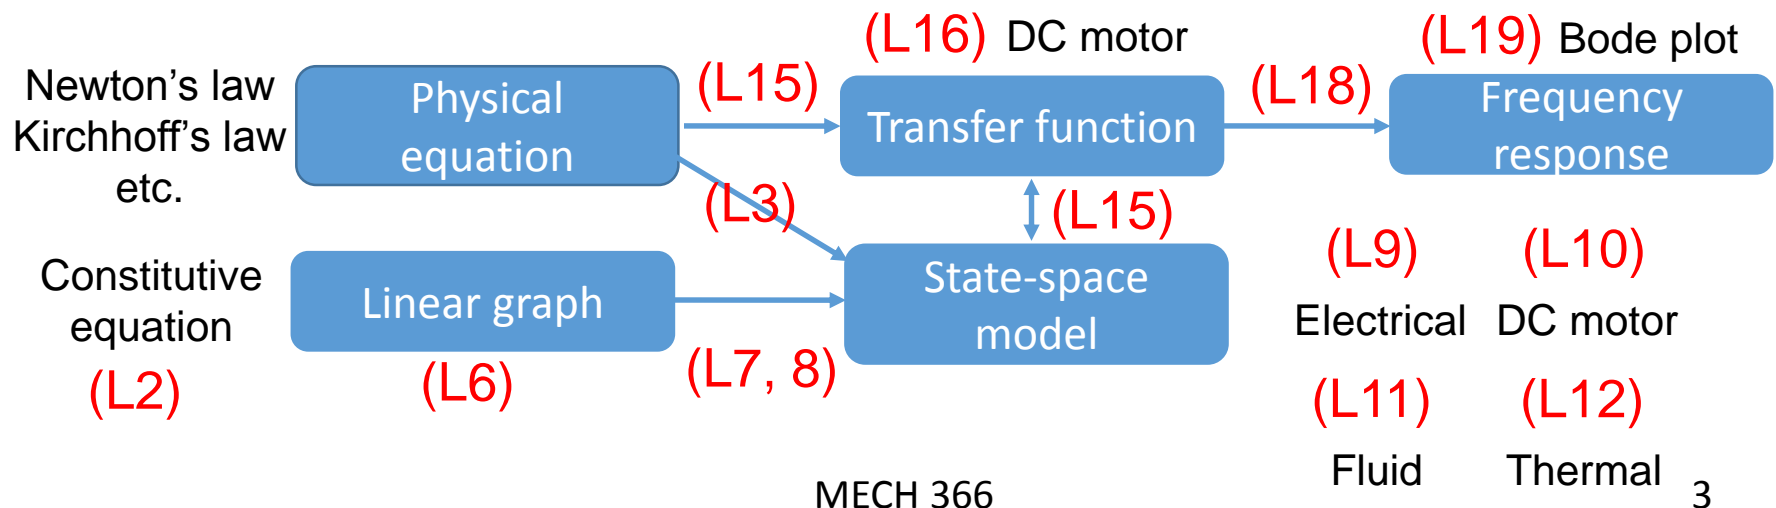 (L16) DC motor
(L19) Bode plot
Newton's law
Kirchhoff's law
etc.
Physical
equation
(L15)
Transfer function
(L18)
Frequency
response
(L3)
(L15)
Constitutive
equation
(L2)
Linear graph
(L6)
(L7, 8)
State-space
model
(L9)
(L10)
Electrical
DC motor
(L11)
(L12)
Fluid
Thermal
MECH 366
3